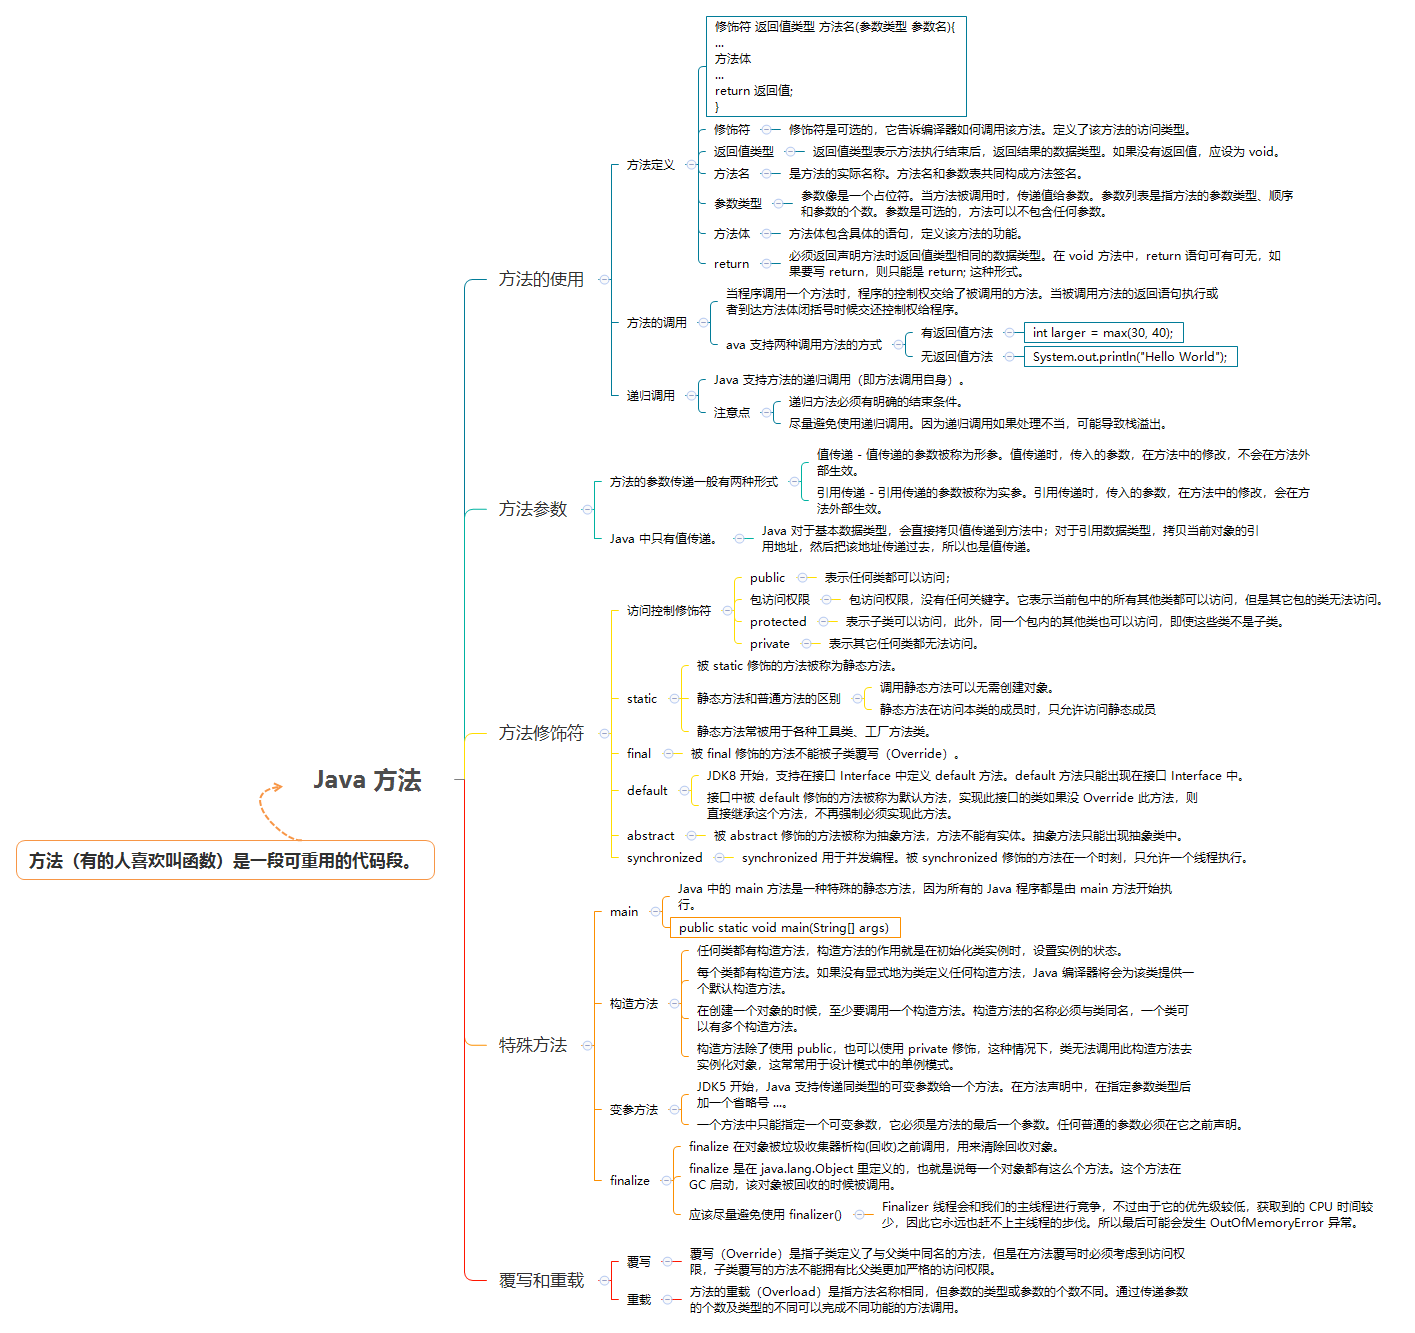 Java 方法
方法（有的人喜欢叫函数）是一段可重用的代码段。
方法的使用
方法定义
修饰符 返回值类型 方法名(参数类型 参数名){
...
方法体
...
return 返回值;
}
修饰符
修饰符是可选的，它告诉编译器如何调用该方法。定义了该方法的访问类型。
返回值类型
返回值类型表示方法执行结束后，返回结果的数据类型。如果没有返回值，应设为 void。
方法名
是方法的实际名称。方法名和参数表共同构成方法签名。
参数类型
参数像是一个占位符。当方法被调用时，传递值给参数。参数列表是指方法的参数类型、顺序
和参数的个数。参数是可选的，方法可以不包含任何参数。
方法体
方法体包含具体的语句，定义该方法的功能。
return
必须返回声明方法时返回值类型相同的数据类型。在 void 方法中，return 语句可有可无，如
果要写 return，则只能是 return; 这种形式。
方法的调用
当程序调用一个方法时，程序的控制权交给了被调用的方法。当被调用方法的返回语句执行或
者到达方法体闭括号时候交还控制权给程序。
ava 支持两种调用方法的方式
有返回值方法
int larger = max(30, 40);
无返回值方法
System.out.println("Hello World");
递归调用
Java 支持方法的递归调用（即方法调用自身）。
注意点
递归方法必须有明确的结束条件。
尽量避免使用递归调用。因为递归调用如果处理不当，可能导致栈溢出。
方法参数
方法的参数传递一般有两种形式
值传递 - 值传递的参数被称为形参。值传递时，传入的参数，在方法中的修改，不会在方法外
部生效。
引用传递 - 引用传递的参数被称为实参。引用传递时，传入的参数，在方法中的修改，会在方
法外部生效。
Java 中只有值传递。
Java 对于基本数据类型，会直接拷贝值传递到方法中；对于引用数据类型，拷贝当前对象的引
用地址，然后把该地址传递过去，所以也是值传递。
方法修饰符
访问控制修饰符
public
表示任何类都可以访问；
包访问权限
包访问权限，没有任何关键字。它表示当前包中的所有其他类都可以访问，但是其它包的类无法访问。
protected
表示子类可以访问，此外，同一个包内的其他类也可以访问，即使这些类不是子类。
private
表示其它任何类都无法访问。
static
被 static 修饰的方法被称为静态方法。
静态方法和普通方法的区别
调用静态方法可以无需创建对象。
静态方法在访问本类的成员时，只允许访问静态成员
静态方法常被用于各种工具类、工厂方法类。
final
被 final 修饰的方法不能被子类覆写（Override）。
default
JDK8 开始，支持在接口 Interface 中定义 default 方法。default 方法只能出现在接口 Interface 中。
接口中被 default 修饰的方法被称为默认方法，实现此接口的类如果没 Override 此方法，则
直接继承这个方法，不再强制必须实现此方法。
abstract
被 abstract 修饰的方法被称为抽象方法，方法不能有实体。抽象方法只能出现抽象类中。
synchronized
synchronized 用于并发编程。被 synchronized 修饰的方法在一个时刻，只允许一个线程执行。
特殊方法
main
Java 中的 main 方法是一种特殊的静态方法，因为所有的 Java 程序都是由 main 方法开始执
行。
public static void main(String[] args)
构造方法
任何类都有构造方法，构造方法的作用就是在初始化类实例时，设置实例的状态。
每个类都有构造方法。如果没有显式地为类定义任何构造方法，Java 编译器将会为该类提供一
个默认构造方法。
在创建一个对象的时候，至少要调用一个构造方法。构造方法的名称必须与类同名，一个类可
以有多个构造方法。
构造方法除了使用 public，也可以使用 private 修饰，这种情况下，类无法调用此构造方法去
实例化对象，这常常用于设计模式中的单例模式。
变参方法
JDK5 开始，Java 支持传递同类型的可变参数给一个方法。在方法声明中，在指定参数类型后
加一个省略号 ...。
一个方法中只能指定一个可变参数，它必须是方法的最后一个参数。任何普通的参数必须在它之前声明。
finalize
finalize 在对象被垃圾收集器析构(回收)之前调用，用来清除回收对象。
finalize 是在 java.lang.Object 里定义的，也就是说每一个对象都有这么个方法。这个方法在
GC 启动，该对象被回收的时候被调用。
应该尽量避免使用 finalizer()
Finalizer 线程会和我们的主线程进行竞争，不过由于它的优先级较低，获取到的 CPU 时间较
少，因此它永远也赶不上主线程的步伐。所以最后可能会发生 OutOfMemoryError 异常。
覆写和重载
覆写
覆写（Override）是指子类定义了与父类中同名的方法，但是在方法覆写时必须考虑到访问权
限，子类覆写的方法不能拥有比父类更加严格的访问权限。
重载
方法的重载（Overload）是指方法名称相同，但参数的类型或参数的个数不同。通过传递参数
的个数及类型的不同可以完成不同功能的方法调用。